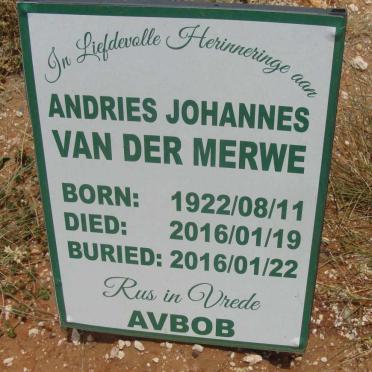 In Liefdevolle Herinneringe aan
ANDRIES JOHANNES
VAN DER MERWE
BORN: 1922/08/11
DIED: 2016/01/19
BURIED: 2016/01/22
Rus in Vrede
AVBOB